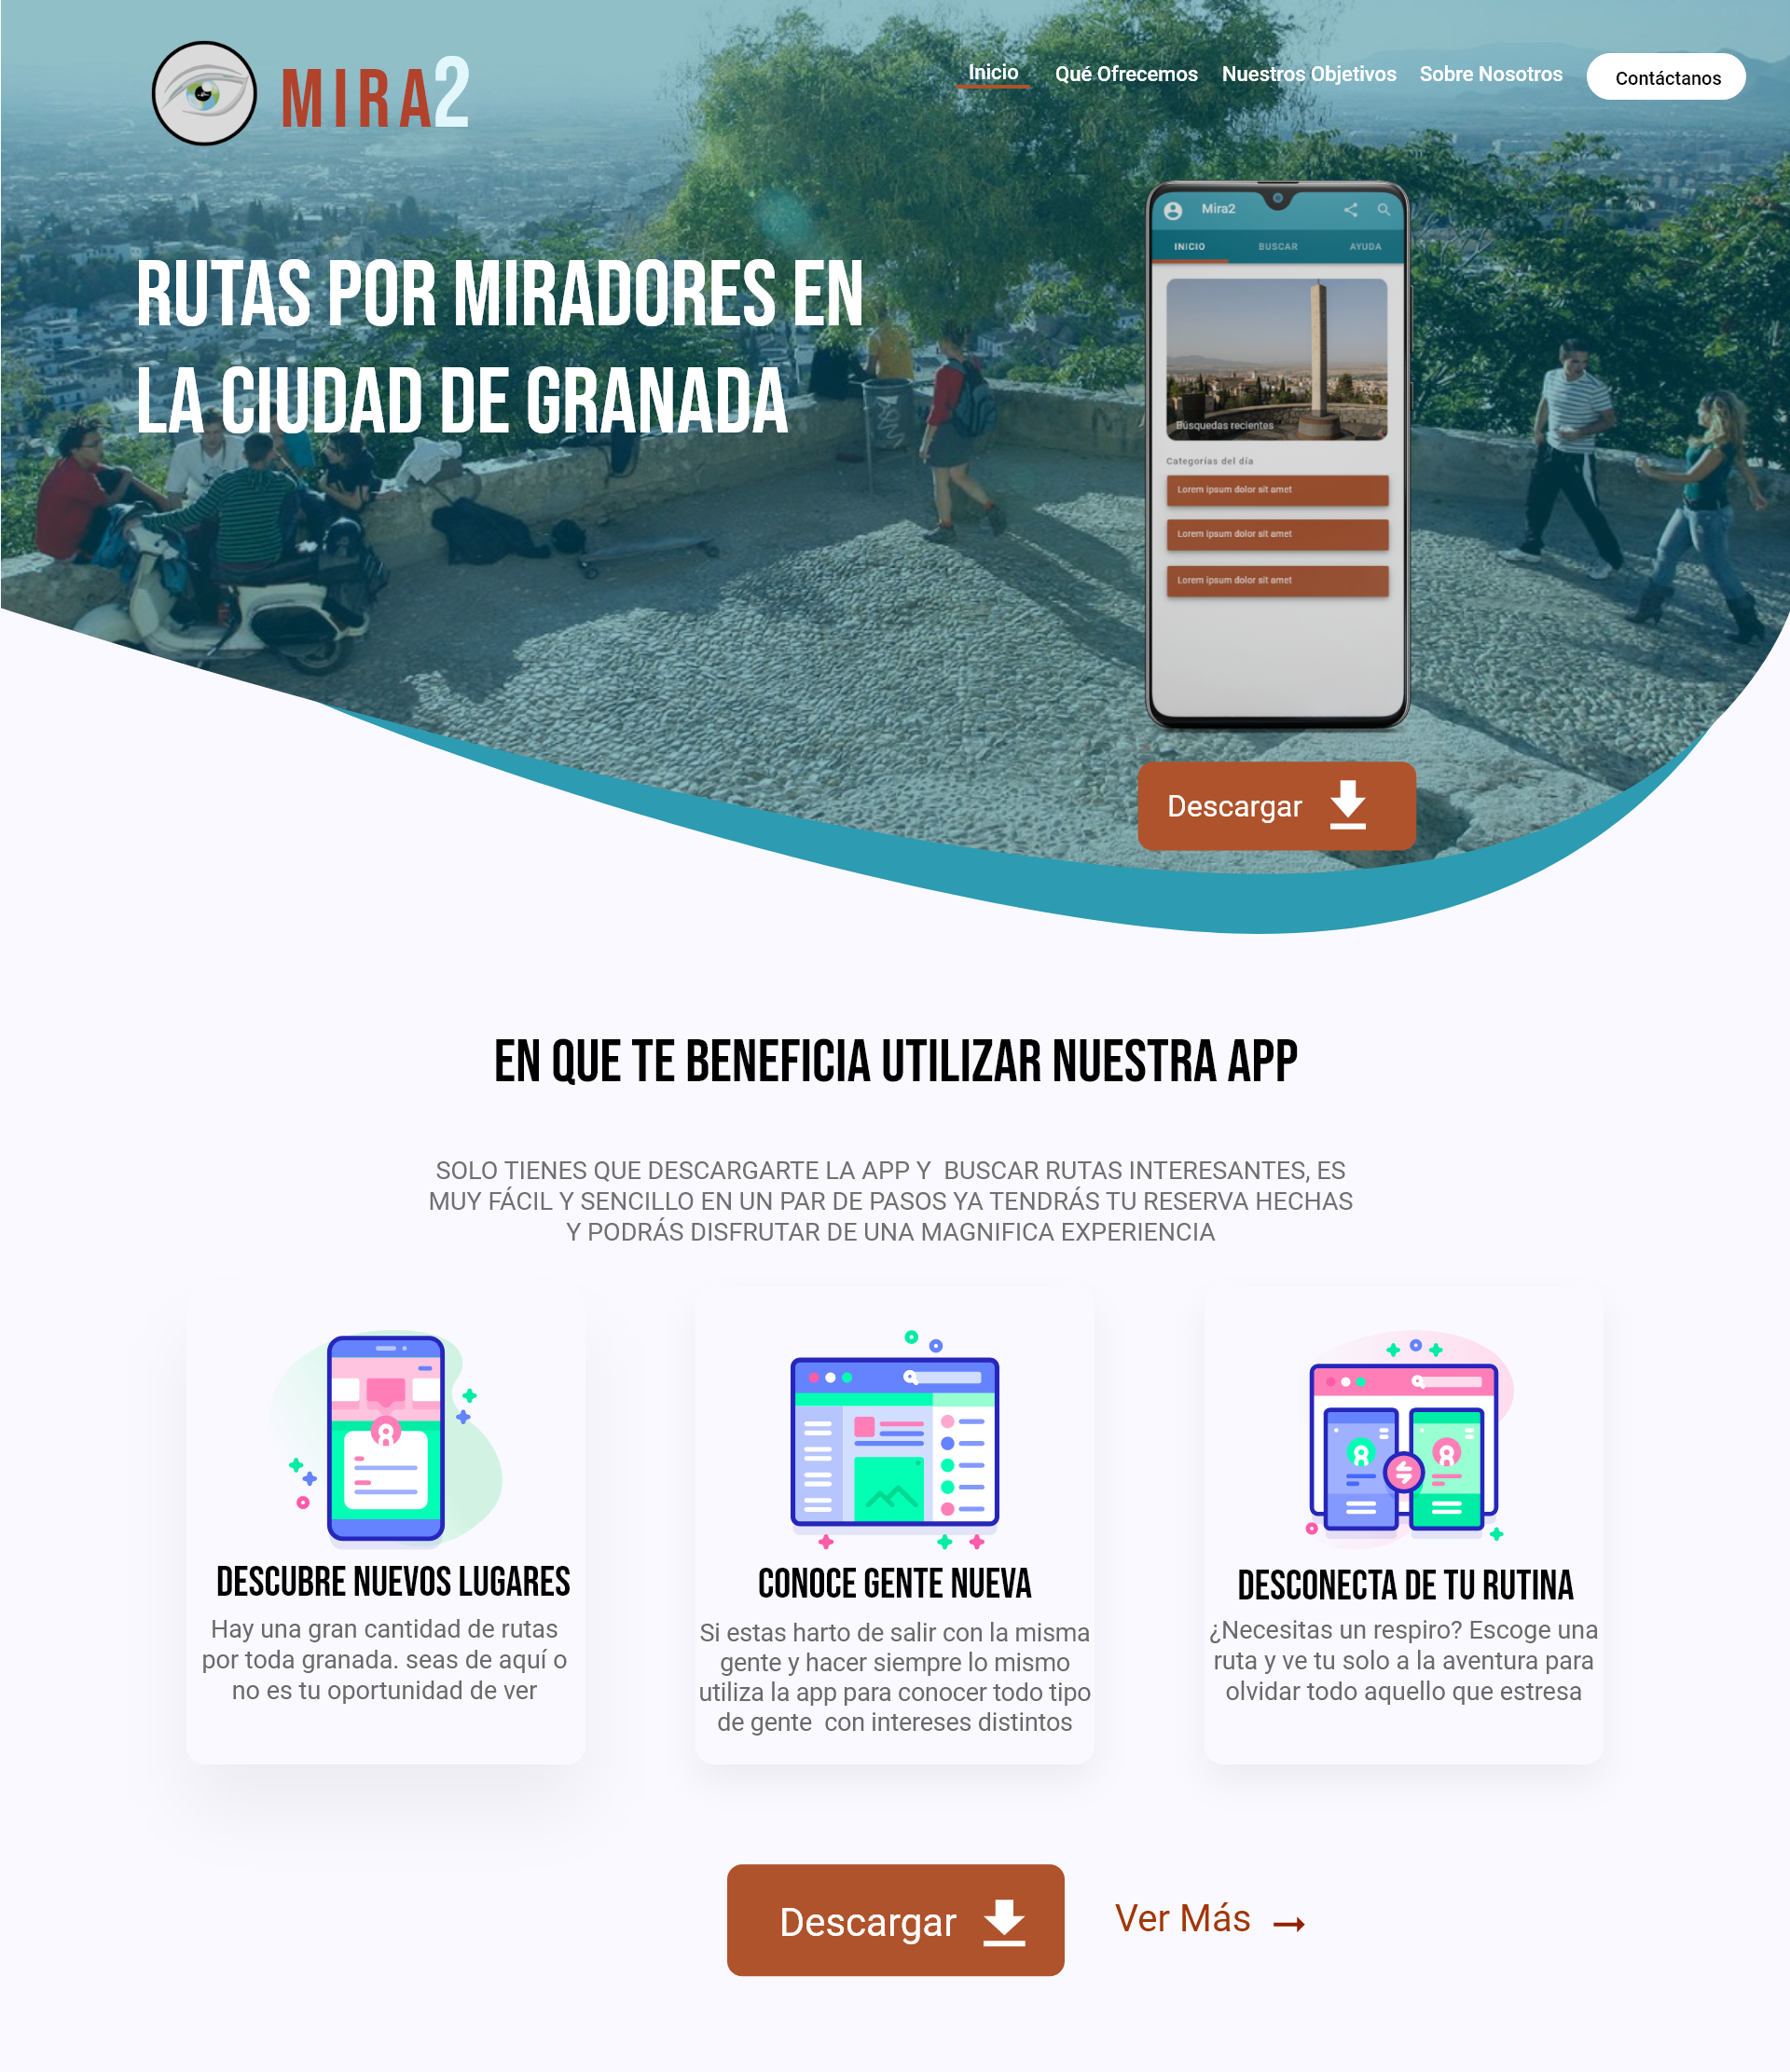 MIRA2
Inicio
Qué Ofrecemos
Nuestros Objetivos
Sobre Nosotros
Contáctanos
RUTAS POR MIRADORES EN
LA CIUDAD DE GRANADA
Mira2
INICIO
BUSCAR
AYUDA
Búsquedas recientes
Categorías del día
Lorem ipsum dolor sit amet
Lorem ipsum dolor sit amet
Lorem ipsum dolor sit amet
Descargar
EN QUE TE BENEFICIA UTILIZAR NUESTRA APP
SOLO TIENES QUE DESCARGARTE LA APP Y  BUSCAR RUTAS INTERESANTES, ES
MUY FÁCIL Y SENCILLO EN UN PAR DE PASOS YA TENDRÁS TU RESERVA HECHAS
Y PODRÁS DISFRUTAR DE UNA MAGNIFICA EXPERIENCIA
DESCUBRE NUEVOS LUGARES
Hay una gran cantidad de rutas
por toda granada. seas de aquí o
no es tu oportunidad de ver
CONOCE GENTE NUEVA
Si estas harto de salir con la misma
gente y hacer siempre lo mismo
utiliza la app para conocer todo tipo
de gente  con intereses distintos
DESCONECTA DE TU RUTINA
¿Necesitas un respiro? Escoge una
ruta y ve tu solo a la aventura para
olvidar todo aquello que estresa
Descargar
Ver Más